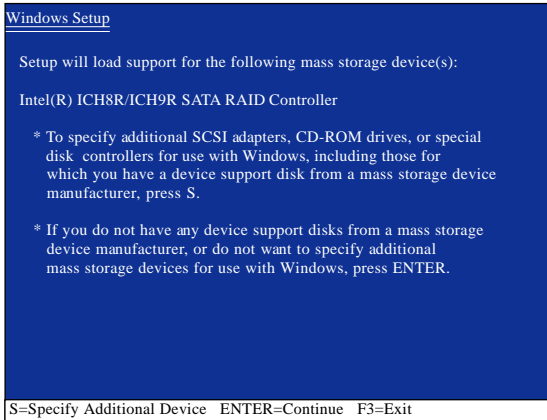 Windows Setup
Setup will load support for the following mass storage device(s):
Intel(R) ICH8R/ICH9R SATA RAID Controller
* To specify additional SCSI adapters, CD-ROM drives, or special
disk controllers for use with Windows, including those for
which you have a device support disk from a mass storage device
manufacturer, press S.
* If you do not have any device support disks from a mass storage
device manufacturer, or do not want to specify additional
mass storage devices for use with Windows, press ENTER.
S=Specify Additional Device ENTER=Continue F3=Exit